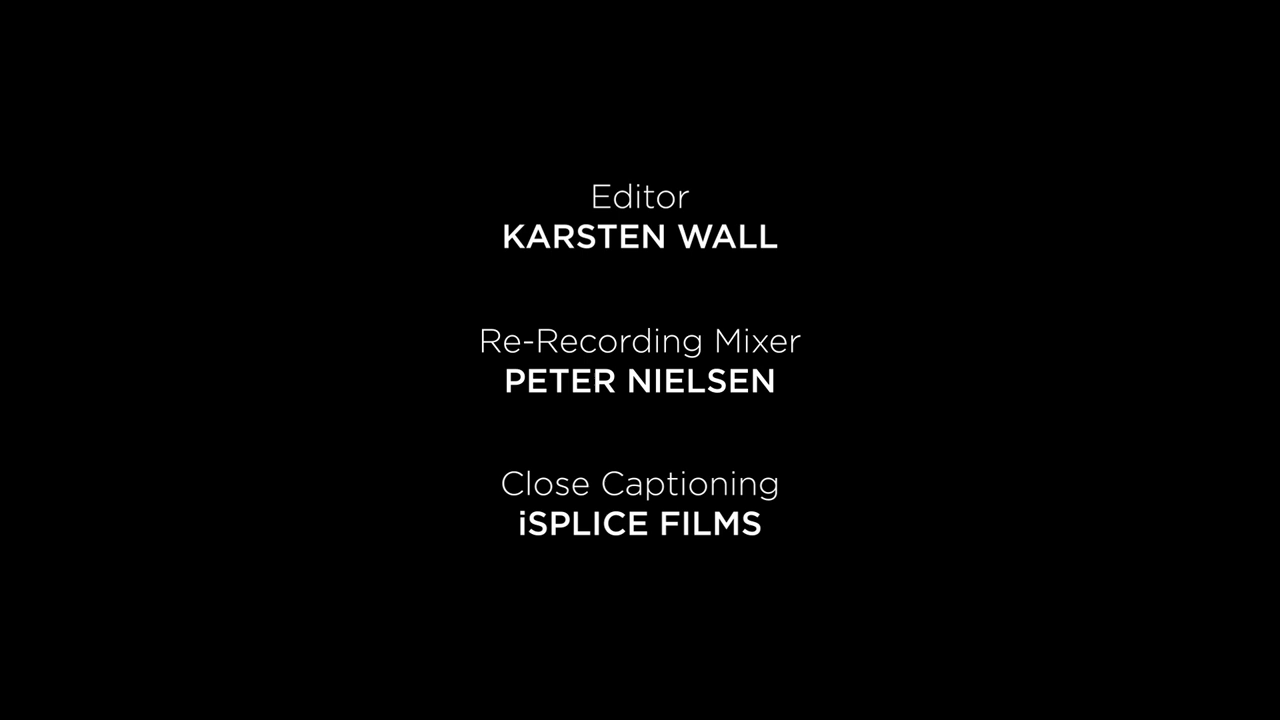 Editor
KARSTEN WALL
Re-Recording Mixer
PETER NIELSEN
Close Captioning
iSPLICE FILMS